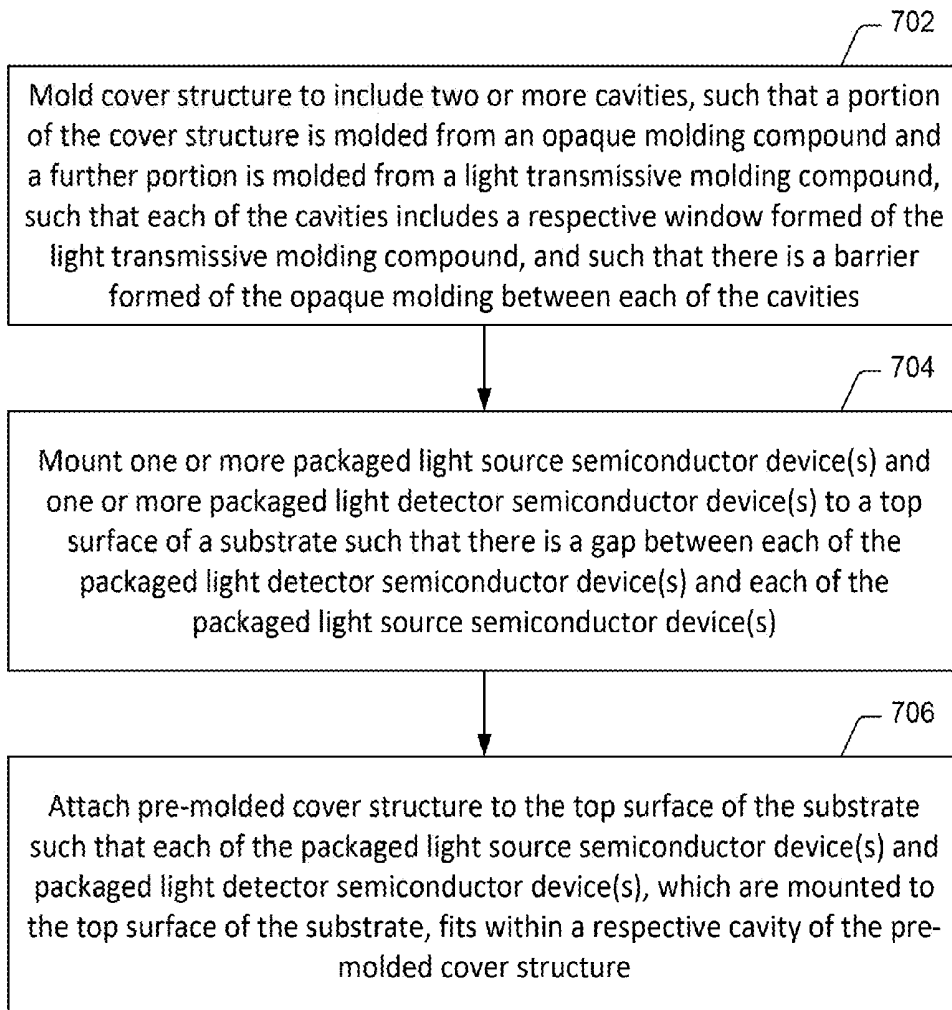 702
Mold cover structure to include two or more cavities, such that a portion
of the cover structure is molded from an opaque molding compound and
a further portion is molded from a light transmissive molding compound,
such that each of the cavities includes a respective window formed of the
light transmissive molding compound, and such that there is a barrier
formed of the opaque molding between each of the cavities
704
Mount one or more packaged light source semiconductor device(s) and
one or more packaged light detector semiconductor device(s) to a top
surface of a substrate such that there is a gap between each of the
packaged light detector semiconductor device(s) and each of the
packaged light source semiconductor device(s)
706
Attach pre-molded cover structure to the top surface of the substrate
such that each of the packaged light source semiconductor device(s) and
packaged light detector semiconductor device(s), which are mounted to
the top surface of the substrate, fits within a respective cavity of the pre-
molded cover structure